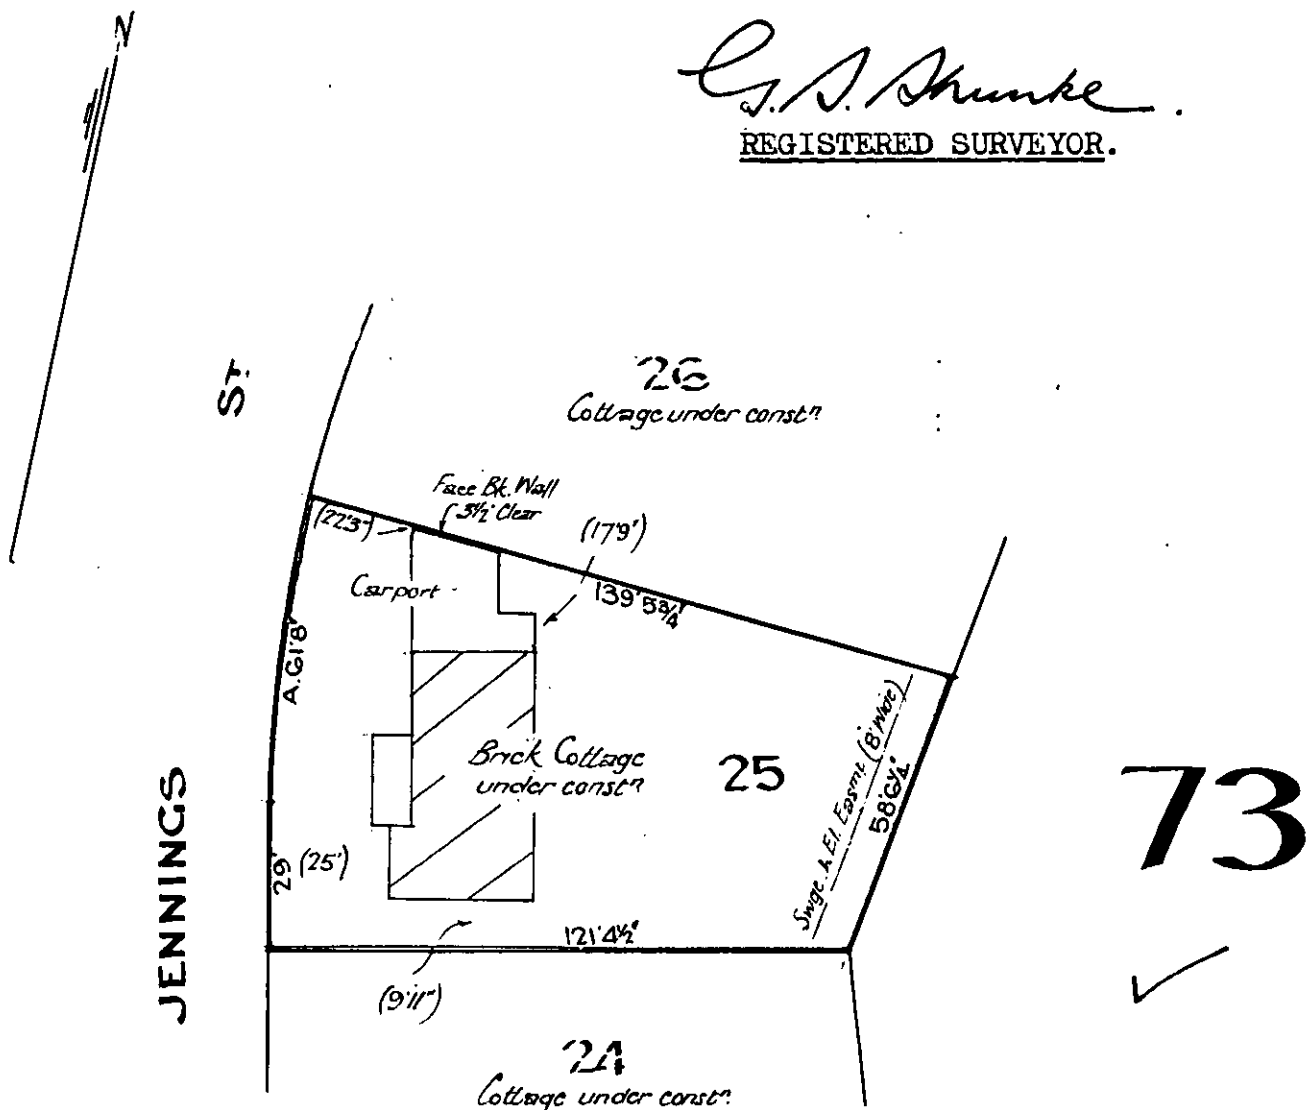 N
REGISTERED SURVEYOR.
ST.
26
Cottage under constⁿ
Face Bk. Wall
3½" Clear
(22'3")
(17'9")
Carport
139'5¾"
A.61'8"
Brick Cottage
under constⁿ
25
Swge. & El. Easmt (8' Wide)
58'6½"
73
JENNINGS
29'
(25')
121'4½"
(9'11")
24
Cottage under constⁿ